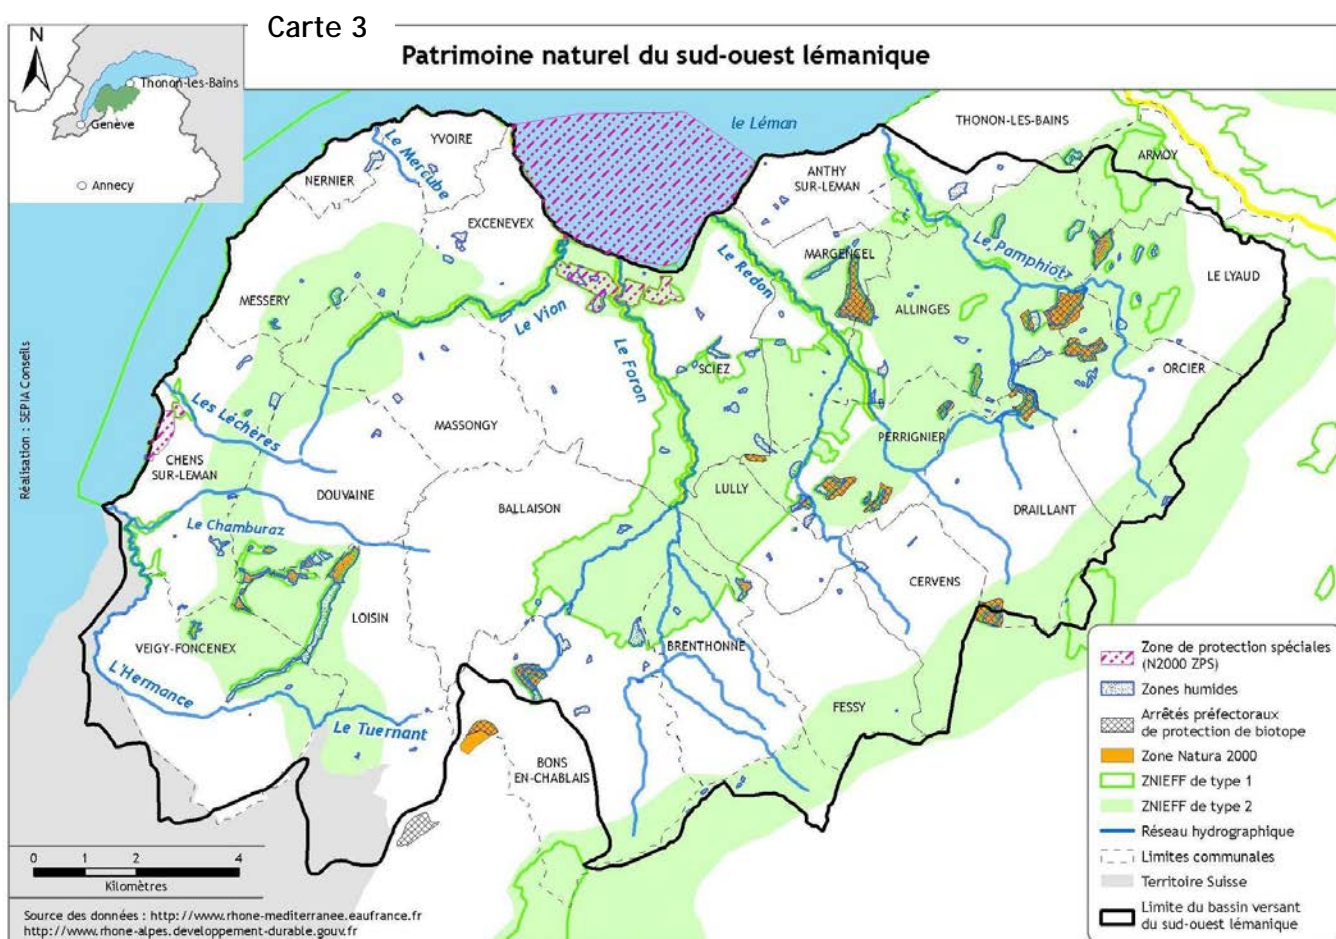 Carte 3
Patrimoine naturel du sud-ouest lémanique
N
Thonon-les-Bains
Genève
Annecy
le Léman
THONON-LES-BAINS
ARMOY
YVOIRE
Le Mercube
NERNIER
ANTHY
SUR-LEMAN
EXCENEVEX
MARGENCEL
Le Pamphiot
LE LYAUD
Le Redon
MESSERY
ALLINGES
Le Vion
Le Foron
SCIEZ
ORCIER
Les Léchères
MASSONGY
PERRIGNIER
CHENS
SUR-LEMAN
DOUVAINE
LULLY
BALLAISON
DRAILLANT
Le Chamburaz
CERVENS
LOISIN
VEIGY-FONCENEX
BRENTHONNE
L'Hermance
Le Tuernant
FESSY
BONS
EN-CHABLAIS
Réalisation : SEPIA Conseils
Zone de protection spéciales
(N2000 ZPS)
Zones humides
Arrêtés préfectoraux
de protection de biotope
Zone Natura 2000
ZNIEFF de type 1
ZNIEFF de type 2
Réseau hydrographique
Limites communales
Territoire Suisse
Limite du bassin versant
du sud-ouest lémanique
0 1 2 4
Kilomètres
Source des données : http://www.rhone-mediterranee.eaufrance.fr
http://www.rhone-alpes.developpement-durable.gouv.fr